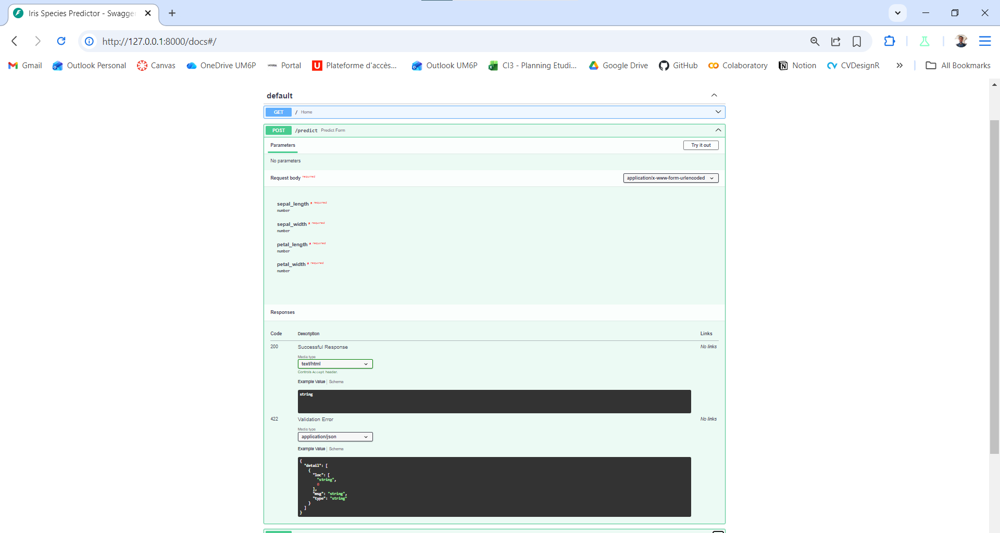 Iris Species Predictor - Swagge
http://127.0.0.1:8000/docs#/
Gmail Outlook Personal Canvas OneDrive UM6P UCOPIA Portal Plateforme d'accès... Outlook UM6P CI3 - Planning Etudi... Google Drive GitHub Colaboratory Notion CVDesignR All Bookmarks
default
GET / Home
POST /predict Predict Form
Parameters Try it out
No parameters
Request body required application/x-www-form-urlencoded
sepal_length * required
number
sepal_width * required
number
petal_length * required
number
petal_width * required
number
Responses
Code Description Links
200 Successful Response No links
Media type
text/html
Controls Accept header.
Example Value | Schema
string
422 Validation Error No links
Media type
application/json
Example Value | Schema
{
"detail": [
{
"loc": [
"string",
0
],
"msg": "string",
"type": "string"
}
]
}